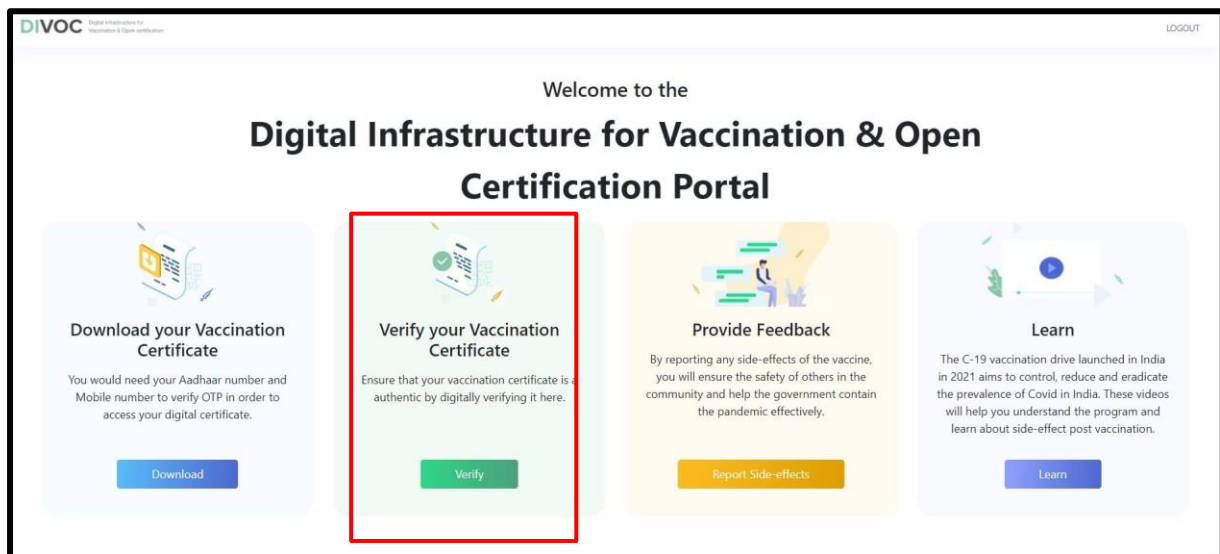 DIVOC
Digital Infrastructure for
Vaccination & Open certification
LOGOUT
Welcome to the
Digital Infrastructure for Vaccination & Open
Certification Portal
Download your Vaccination
Certificate
You would need your Aadhaar number and
Mobile number to verify OTP in order to
access your digital certificate.
Download
Verify your Vaccination
Certificate
Ensure that your vaccination certificate is a
authentic by digitally verifying it here.
Verify
Provide Feedback
By reporting any side-effects of the vaccine,
you will ensure the safety of others in the
community and help the government contain
the pandemic effectively.
Report Side-effects
Learn
The C-19 vaccination drive launched in India
in 2021 aims to control, reduce and eradicate
the prevalence of Covid in India. These videos
will help you understand the program and
learn about side-effect post vaccination.
Learn